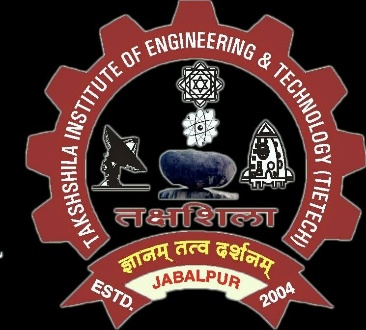 TAKSHSHILA INSTITUTE OF ENGINEERING & TECHNOLOGY (TIETECH)
तक्षशिला
ज्ञानम् तत्व दर्शनम्
ESTD. JABALPUR 2004